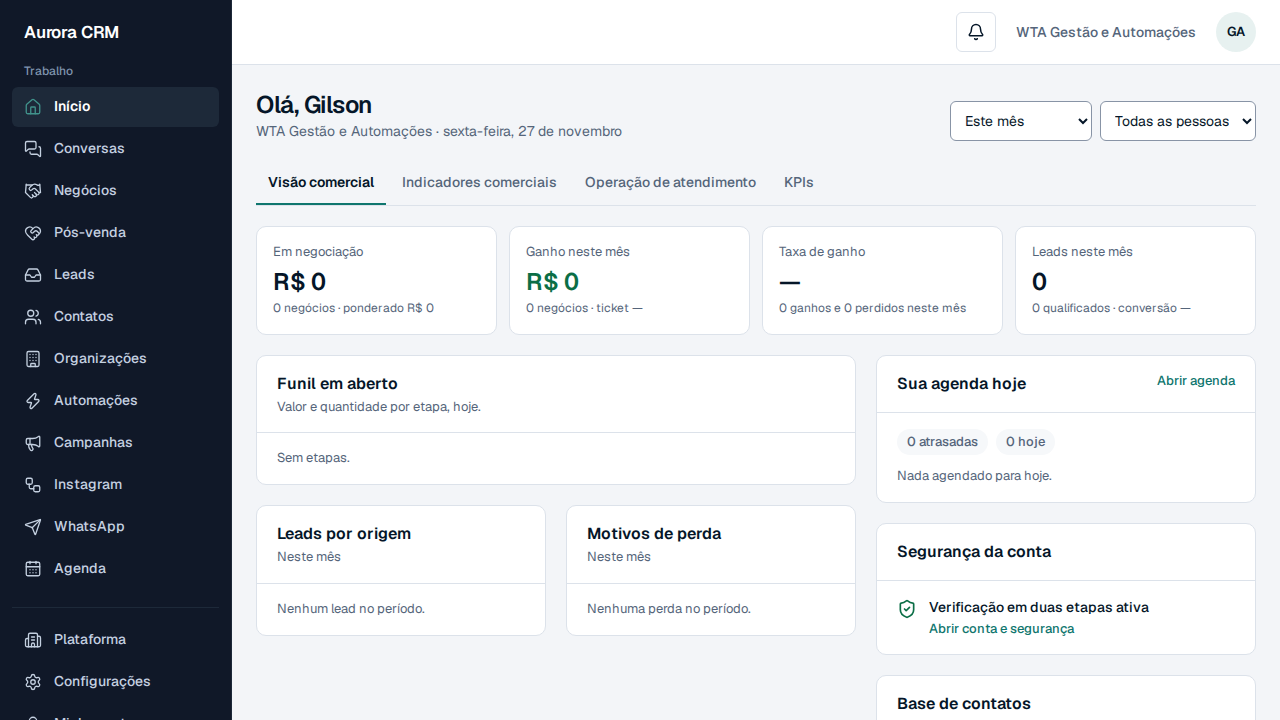 Aurora CRM
Trabalho
Início
Conversas
Negócios
Pós-venda
Leads
Contatos
Organizações
Automações
Campanhas
Instagram
WhatsApp
Agenda
Plataforma
Configurações
WTA Gestão e Automações
GA
Olá, Gilson
WTA Gestão e Automações · sexta-feira, 27 de novembro
Este mês
Todas as pessoas
Visão comercial
Indicadores comerciais
Operação de atendimento
KPIs
Em negociação
R$ 0
0 negócios · ponderado R$ 0
Ganho neste mês
R$ 0
0 negócios · ticket —
Taxa de ganho
—
0 ganhos e 0 perdidos neste mês
Leads neste mês
0
0 qualificados · conversão —
Funil em aberto
Valor e quantidade por etapa, hoje.
Sem etapas.
Leads por origem
Neste mês
Nenhum lead no período.
Motivos de perda
Neste mês
Nenhuma perda no período.
Sua agenda hoje
Abrir agenda
0 atrasadas
0 hoje
Nada agendado para hoje.
Segurança da conta
Verificação em duas etapas ativa
Abrir conta e segurança
Base de contatos